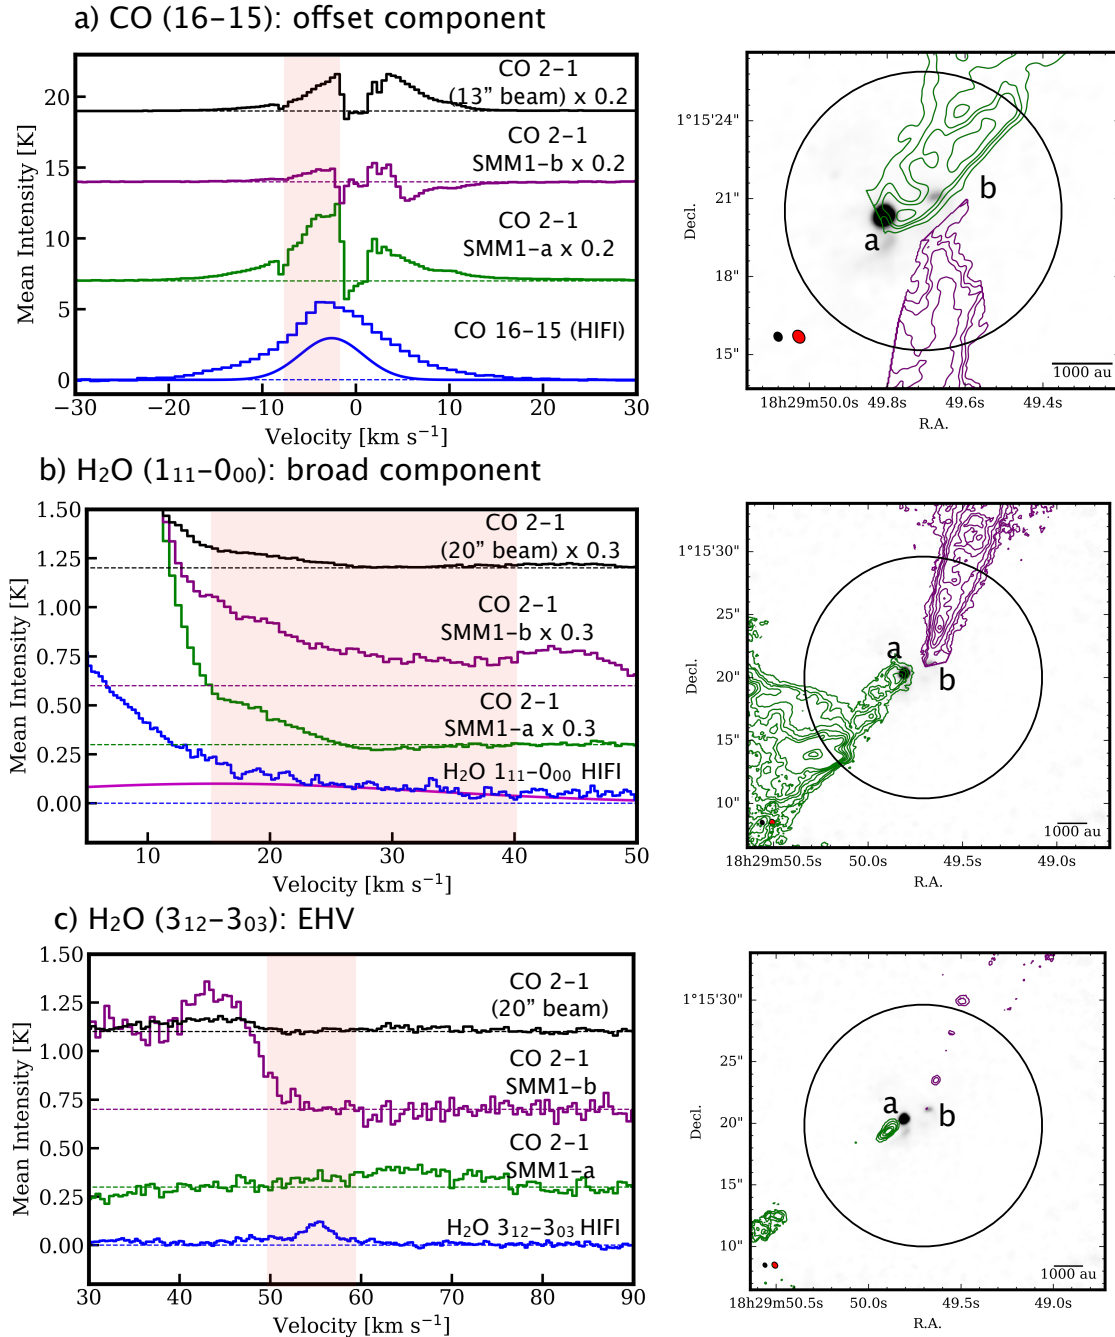 a) CO (16–15): offset component
CO 2–1
(13” beam) x 0.2
CO 2–1
SMM1–b x 0.2
CO 2–1
SMM1–a x 0.2
CO 16–15 (HIFI)
Mean Intensity [K]
20
15
10
5
0
−30
−20
−10
0
10
20
30
Velocity [km s⁻¹]
a
b
1°15'24"
21"
18"
15"
Decl.
1000 au
18h29m50.0s
49.8s
49.6s
49.4s
R.A.
b) H₂O (1₁₁–0₀₀): broad component
CO 2–1
(20” beam) x 0.3
CO 2–1
SMM1–b x 0.3
CO 2–1
SMM1–a x 0.3
H₂O 1₁₁–0₀₀ HIFI
Mean Intensity [K]
1.50
1.25
1.00
0.75
0.50
0.25
0.00
10
20
30
40
50
Velocity [km s⁻¹]
a
b
1°15'30"
25"
20"
15"
10"
Decl.
1000 au
18h29m50.5s
50.0s
49.5s
49.0s
R.A.
c) H₂O (3₁₂–3₀₃): EHV
CO 2–1
(20” beam)
CO 2–1
SMM1–b
CO 2–1
SMM1–a
H₂O 3₁₂–3₀₃ HIFI
Mean Intensity [K]
1.50
1.25
1.00
0.75
0.50
0.25
0.00
30
40
50
60
70
80
90
Velocity [km s⁻¹]
a
b
1°15'30"
25"
20"
15"
10"
Decl.
1000 au
18h29m50.5s
50.0s
49.5s
49.0s
R.A.